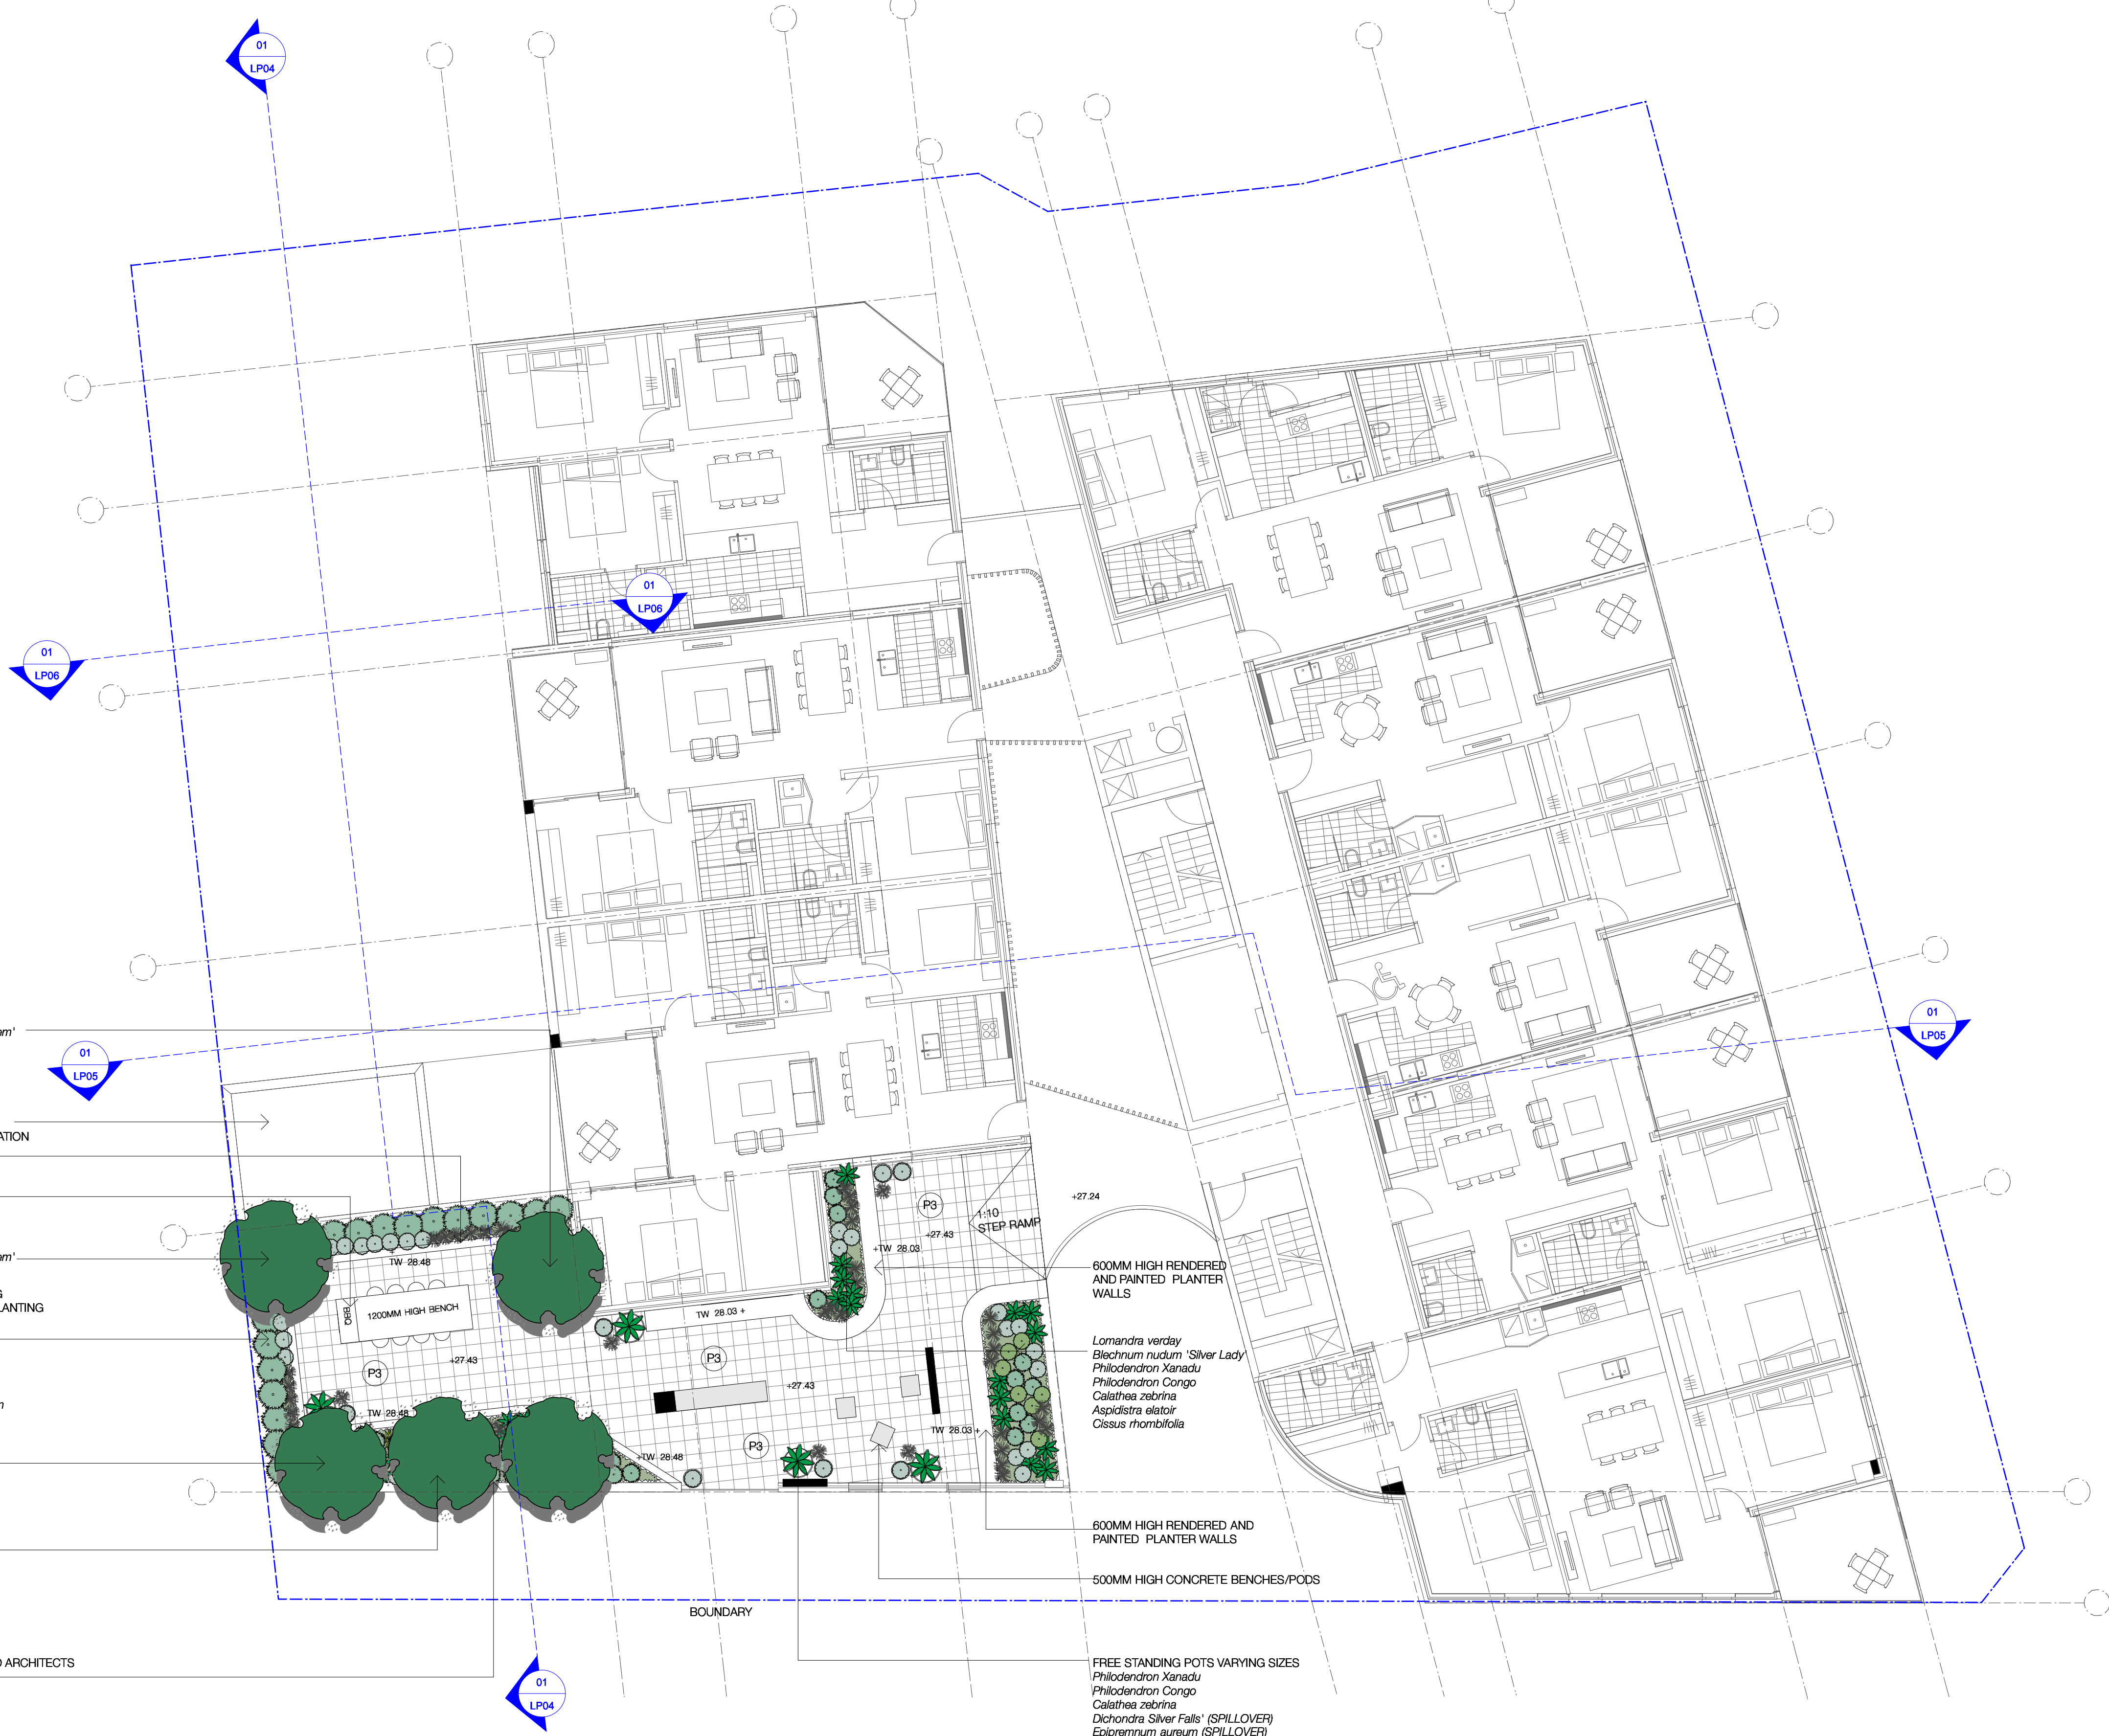 01
LP04
01
LP06
01
LP06
01
LP05
01
LP05
em'
ATION
em'
G
LANTING
m
O ARCHITECTS
TW 28.48
BBQ
1200MM HIGH BENCH
+27.43
P3
TW 28.48
P3
+27.43
TW 28.03 +
P3
+TW 28.48
P3
+27.43
+TW 28.03
1:10
STEP RAMP
+27.24
TW 28.03 +
600MM HIGH RENDERED
AND PAINTED PLANTER
WALLS
Lomandra verday
Blechnum nudum 'Silver Lady'
Philodendron Xanadu
Philodendron Congo
Calathea zebrina
Aspidistra elatoir
Cissus rhombifolia
600MM HIGH RENDERED AND
PAINTED PLANTER WALLS
500MM HIGH CONCRETE BENCHES/PODS
BOUNDARY
01
LP04
FREE STANDING POTS VARYING SIZES
Philodendron Xanadu
Philodendron Congo
Calathea zebrina
Dichondra Silver Falls' (SPILLOVER)
Epipremnum aureum (SPILLOVER)